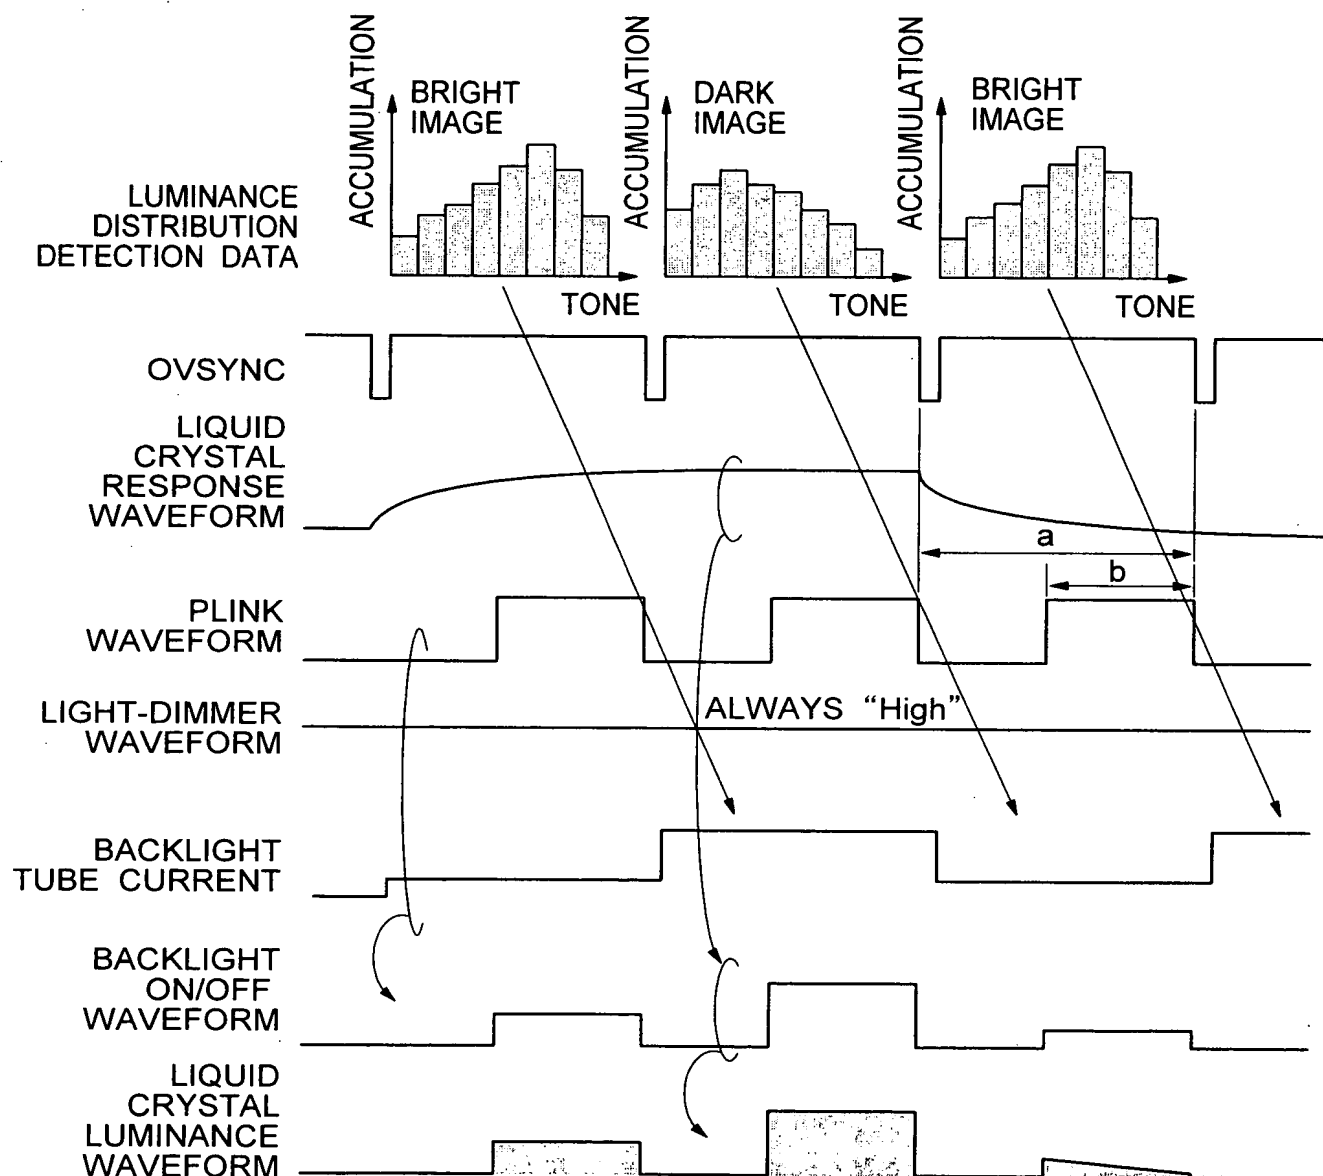 ACCUMULATION
BRIGHT
IMAGE
TONE
ACCUMULATION
DARK
IMAGE
TONE
ACCUMULATION
BRIGHT
IMAGE
TONE
LUMINANCE
DISTRIBUTION
DETECTION DATA
OVSYNC
LIQUID
CRYSTAL
RESPONSE
WAVEFORM
a
b
PLINK
WAVEFORM
LIGHT-DIMMER
WAVEFORM
ALWAYS "High"
BACKLIGHT
TUBE CURRENT
BACKLIGHT
ON/OFF
WAVEFORM
LIQUID
CRYSTAL
LUMINANCE
WAVEFORM